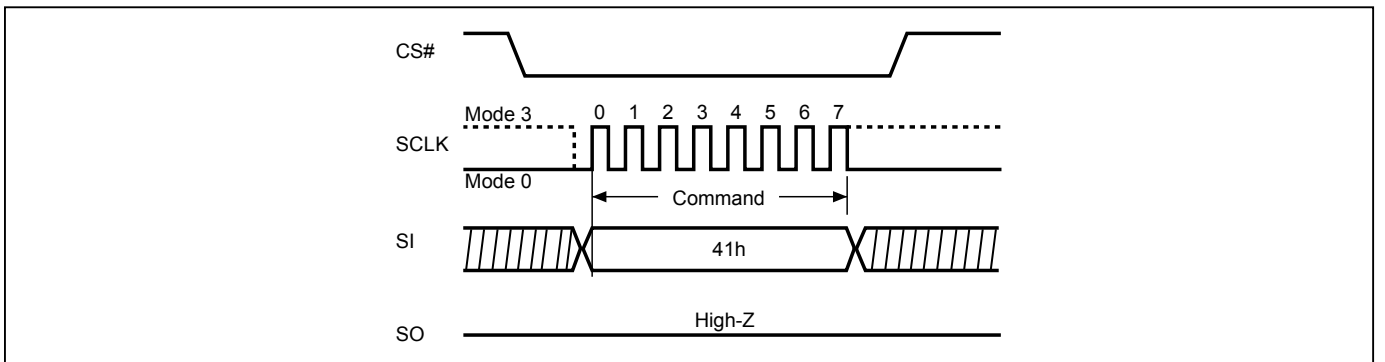 CS#
Mode 3
0 1 2 3 4 5 6 7
SCLK
Mode 0
Command
SI
41h
High-Z
SO